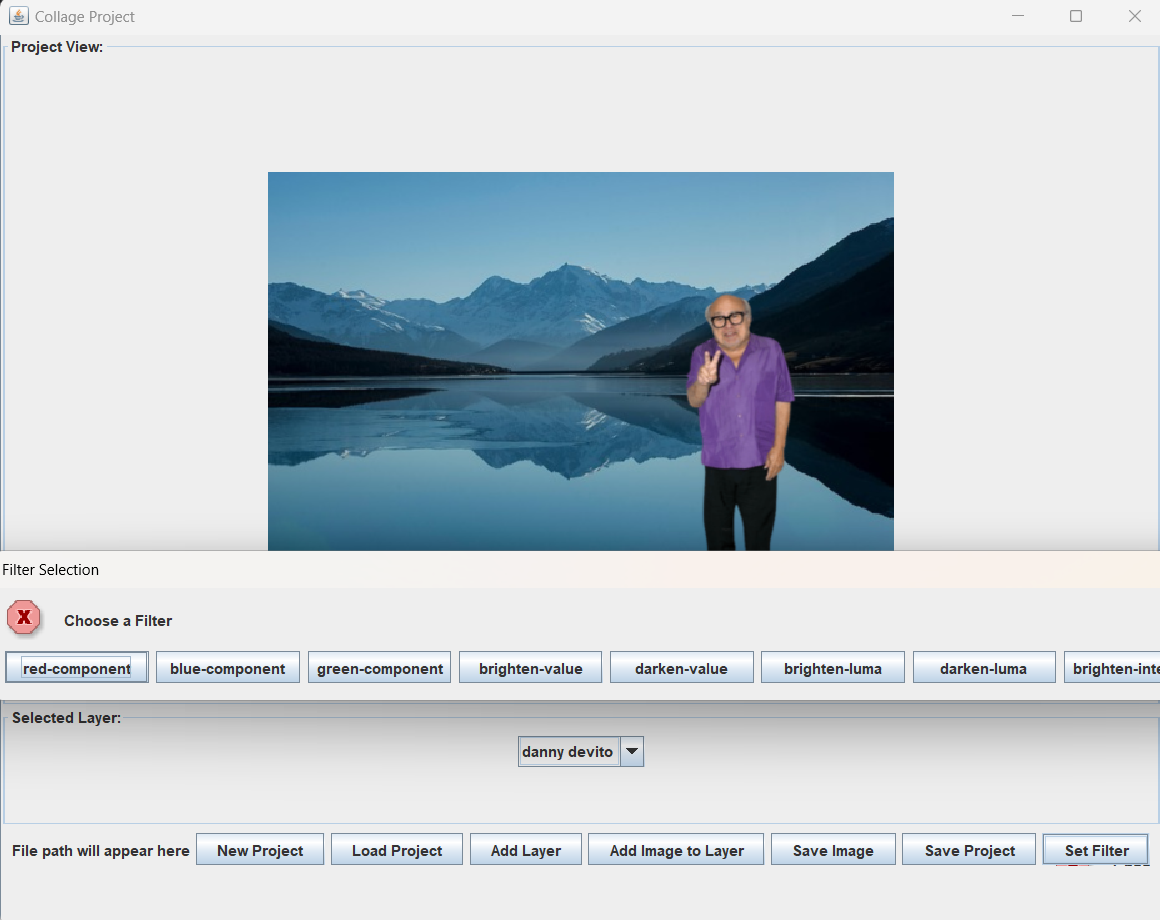 Collage Project
Project View:
Filter Selection
Choose a Filter
red-component blue-component green-component brighten-value darken-value brighten-luma darken-luma brighten-inte
Selected Layer:
danny devito
File path will appear here New Project Load Project Add Layer Add Image to Layer Save Image Save Project Set Filter